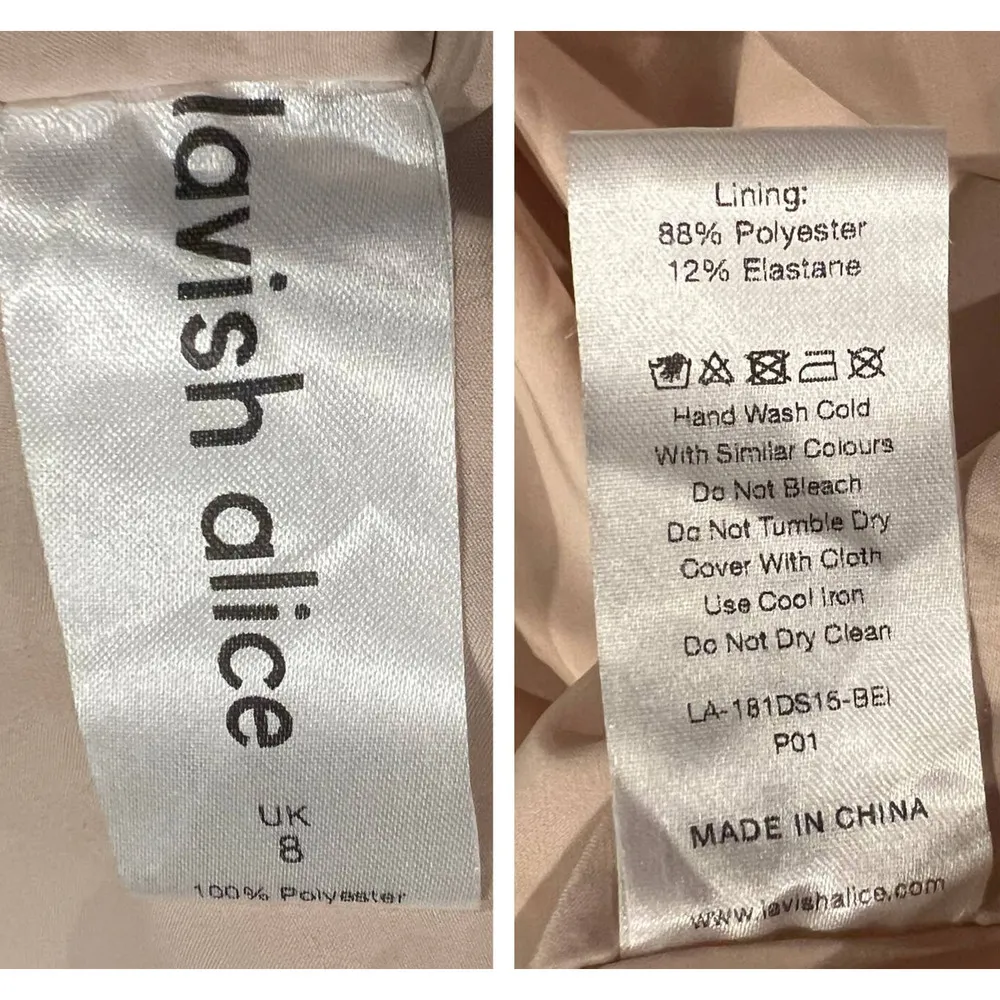 lavish alice
UK
8
100% Polyester
Lining:
88% Polyester
12% Elastane
Hand Wash Cold
With Similar Colours
Do Not Bleach
Do Not Tumble Dry
Cover With Cloth
Use Cool Iron
Do Not Dry Clean
LA-181DS15-BEI
P01
MADE IN CHINA
www.lavishalice.com